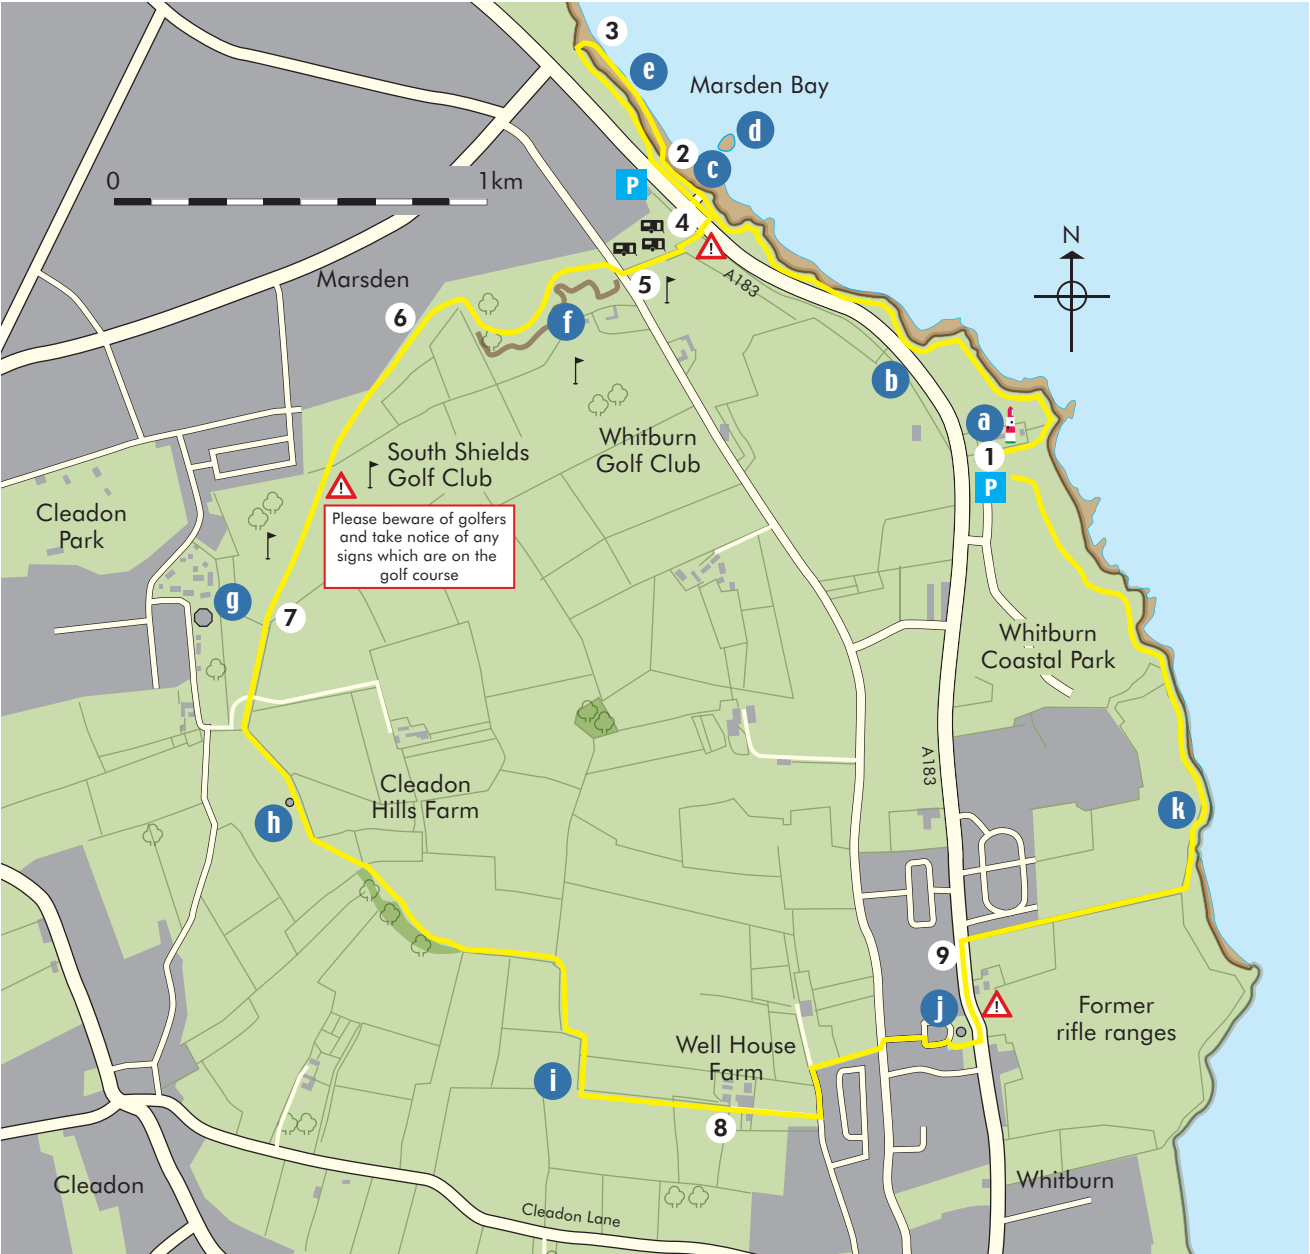 3
e
Marsden Bay
d
2
c
P
0
1km
4
!
N
Marsden
A183
5
6
f
b
a
1
P
South Shields
Golf Club
Whitburn
Golf Club
!
Please beware of golfers
and take notice of any
signs which are on the
golf course
Cleadon
Park
g
7
Whitburn
Coastal Park
A183
Cleadon
Hills Farm
h
k
9
j
!
Former
rifle ranges
Well House
Farm
i
8
Cleadon
Whitburn
Cleadon Lane